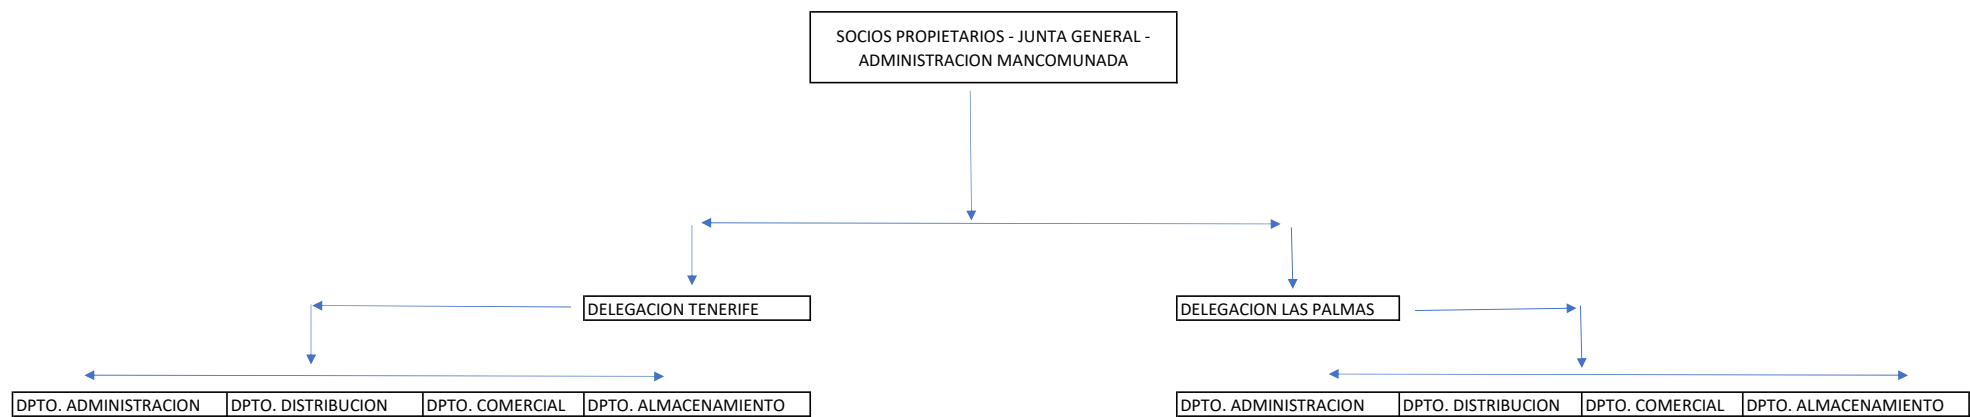 SOCIOS PROPIETARIOS - JUNTA GENERAL -
ADMINISTRACION MANCOMUNADA
DELEGACION TENERIFE
DELEGACION LAS PALMAS
DPTO. ADMINISTRACION
DPTO. DISTRIBUCION
DPTO. COMERCIAL
DPTO. ALMACENAMIENTO
DPTO. ADMINISTRACION
DPTO. DISTRIBUCION
DPTO. COMERCIAL
DPTO. ALMACENAMIENTO